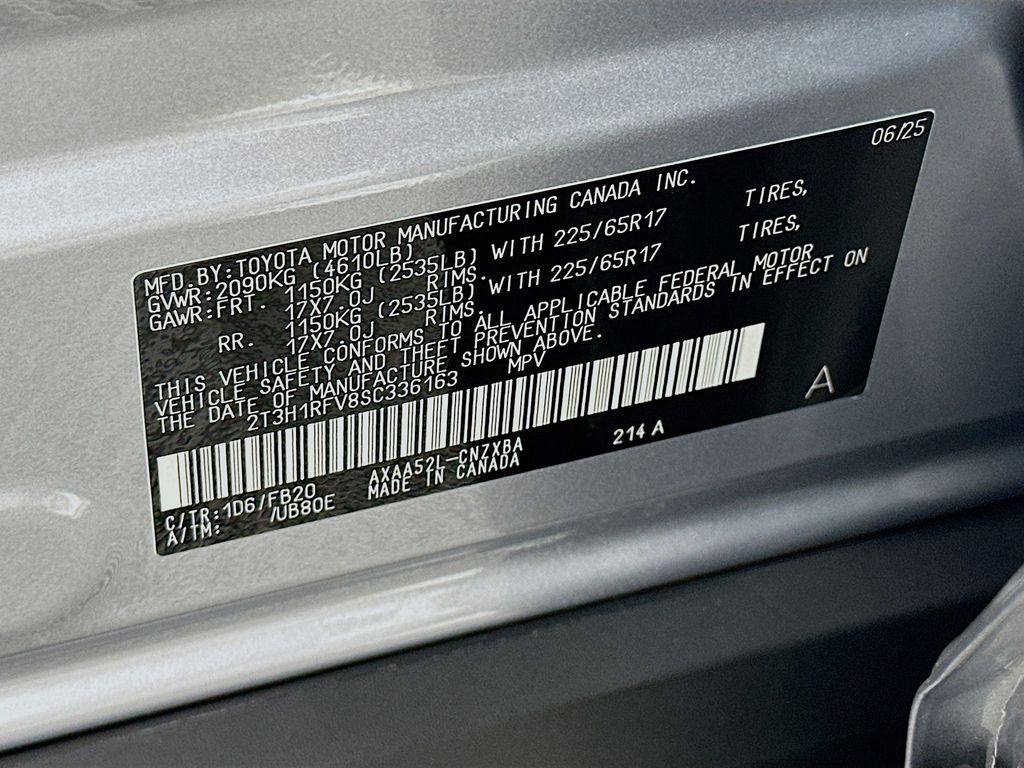 06/25
MFD.BY:TOYOTA MOTOR MANUFACTURING CANADA INC.
GVWR:2090KG (4610LB)
GAWR:FRT. 1150KG (2535LB) WITH 225/65R17 TIRES,
17X7.0J RIMS.
RR. 1150KG (2535LB) WITH 225/65R17 TIRES,
17X7.0J RIMS.
THIS VEHICLE CONFORMS TO ALL APPLICABLE FEDERAL MOTOR
VEHICLE SAFETY AND THEFT PREVENTION STANDARDS IN EFFECT ON
THE DATE OF MANUFACTURE SHOWN ABOVE.
2T3H1RFV8SC336163 MPV
A
C/TR:1D6/FB20 AXAA52L-CNZXBA 214A
A/TM: /UB80E MADE IN CANADA